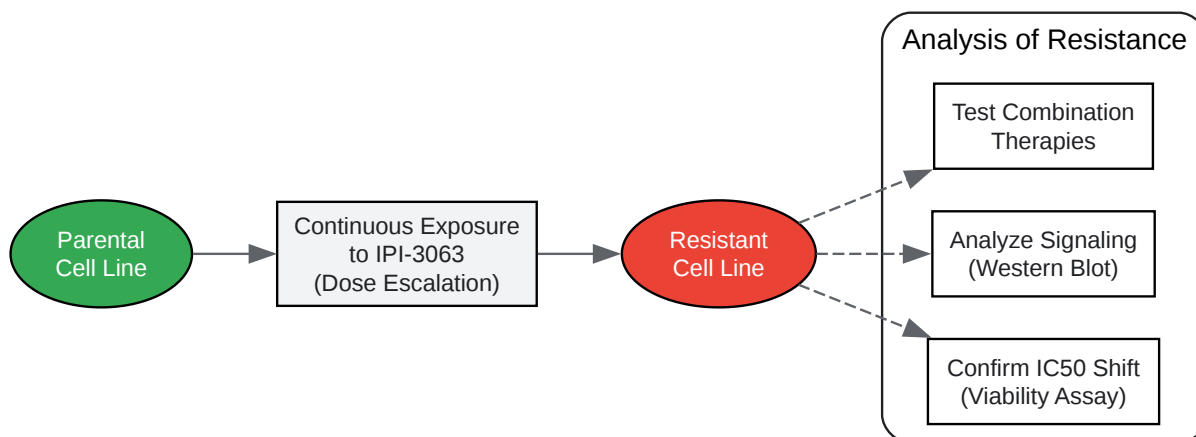 Analysis of Resistance
Test Combination
Therapies
Parental
Cell Line
Continuous Exposure
to IPI-3063
(Dose Escalation)
Resistant
Cell Line
Analyze Signaling
(Western Blot)
Confirm IC50 Shift
(Viability Assay)